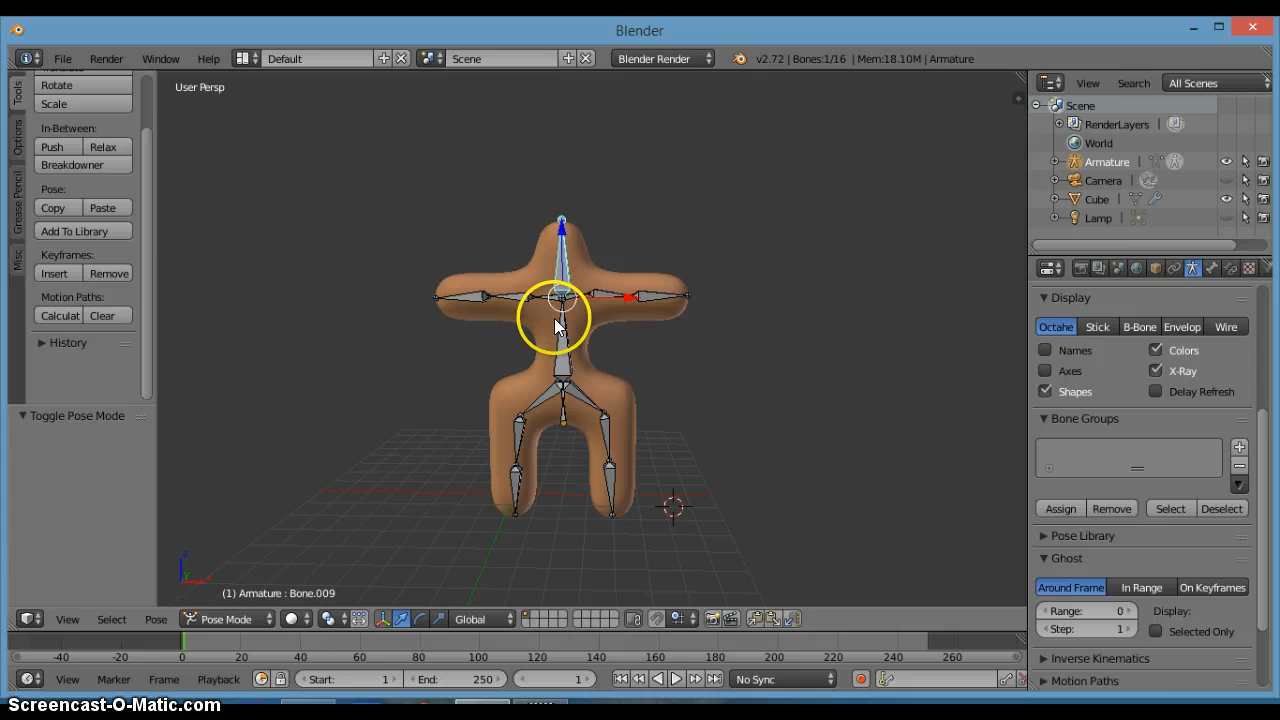 Blender
File Render Window Help Default Scene Blender Render v2.72 | Bones:1/16 | Mem:18.10M | Armature
Tools
Options
Grease Pencil
Misc
Rotate
Scale
In-Between:
Push Relax
Breakdowner
Pose:
Copy Paste
Add To Library
Keyframes:
Insert Remove
Motion Paths:
Calculat Clear
History
Toggle Pose Mode
User Persp
z
y
x
(1) Armature : Bone.009
View Select Pose Pose Mode Global
-40 -20 0 20 40 60 80 100 120 140 160 180 200 220 240 260
View Marker Frame Playback Start: 1 End: 250 1 No Sync
View Search All Scenes
Scene
RenderLayers
World
Armature
Camera
Cube
Lamp
Display
Octahe Stick B-Bone Envelop Wire
Names Colors
Axes X-Ray
Shapes Delay Refresh
Bone Groups
Assign Remove Select Deselect
Pose Library
Ghost
Around Frame In Range On Keyframes
Range: 0 Display:
Step: 1 Selected Only
Inverse Kinematics
Motion Paths
Screencast-O-Matic.com